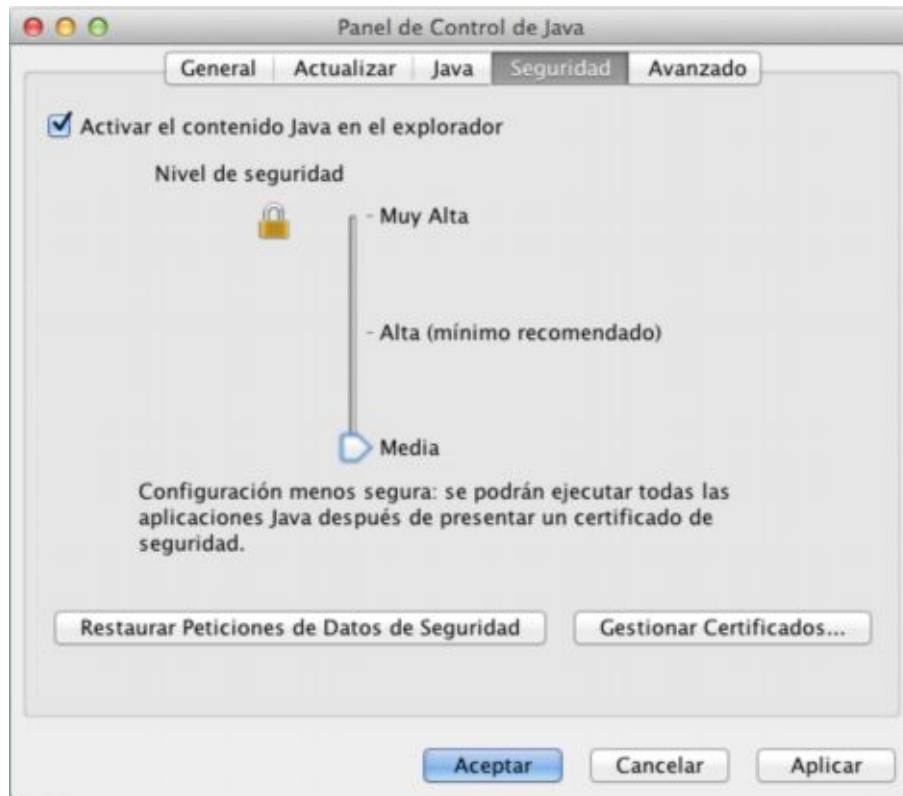 Panel de Control de Java
General Actualizar Java Seguridad Avanzado
Activar el contenido Java en el explorador
Nivel de seguridad
- Muy Alta
- Alta (mínimo recomendado)
Media
Configuración menos segura: se podrán ejecutar todas las
aplicaciones Java después de presentar un certificado de
seguridad.
Restaurar Peticiones de Datos de Seguridad Gestionar Certificados...
Aceptar Cancelar Aplicar